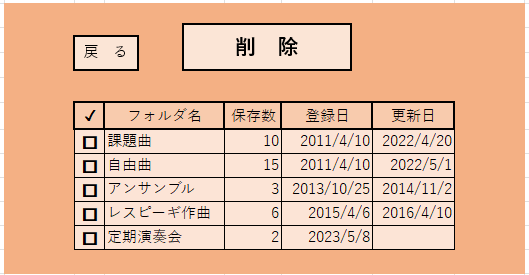 削 除
戻 る
✓ フォルダ名 保存数 登録日 更新日
課題曲 10 2011/4/10 2022/4/20
自由曲 15 2011/4/10 2022/5/1
アンサンブル 3 2013/10/25 2014/11/2
レスピーギ作曲 6 2015/4/6 2016/4/10
定期演奏会 2 2023/5/8